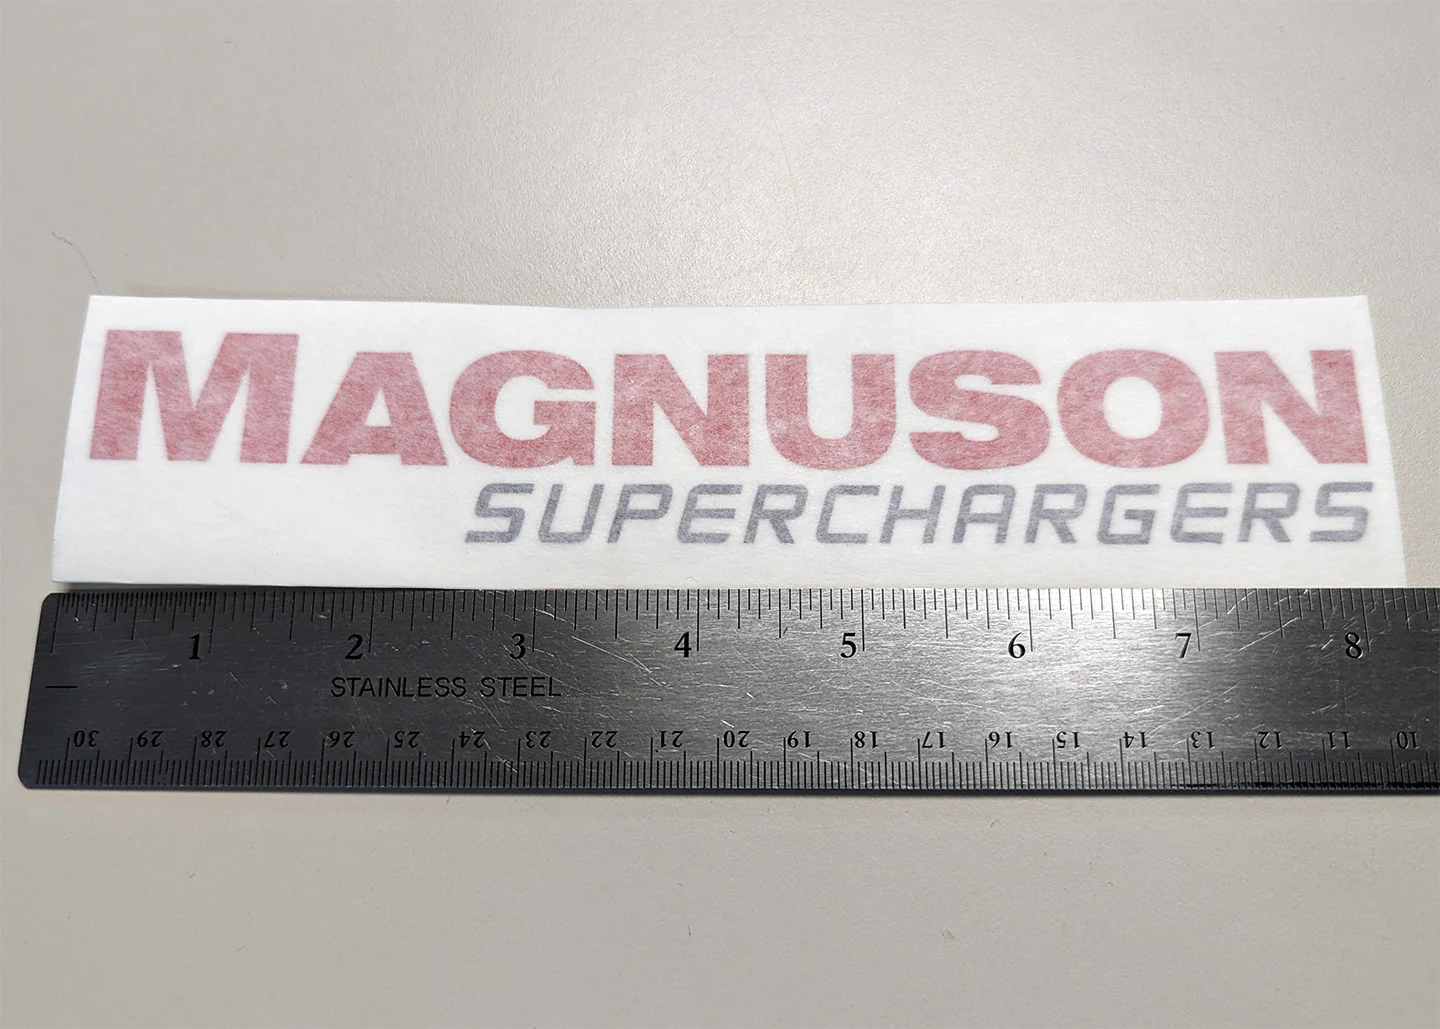 MAGNUSON
SUPERCHARGERS
1 2 3 4 5 6 7 8
STAINLESS STEEL
30 29 28 27 26 25 24 23 22 21 20 19 18 17 16 15 14 13 12 11 10